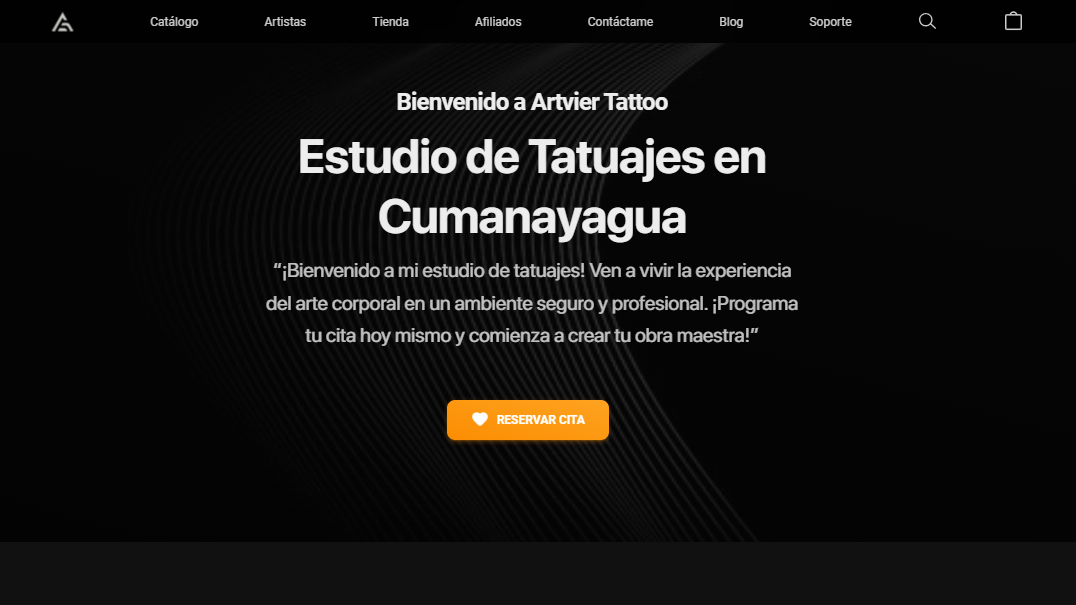 Catálogo Artistas Tienda Afiliados Contáctame Blog Soporte
Bienvenido a Artvier Tattoo
Estudio de Tatuajes en
Cumanayagua
“¡Bienvenido a mi estudio de tatuajes! Ven a vivir la experiencia
del arte corporal en un ambiente seguro y profesional. ¡Programa
tu cita hoy mismo y comienza a crear tu obra maestra!”
RESERVAR CITA